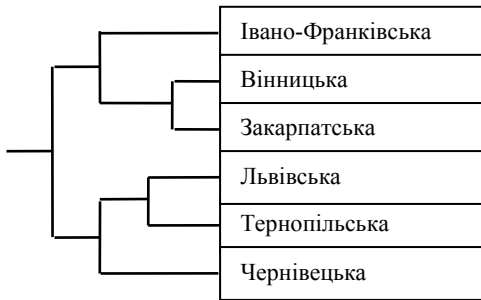 Івано-Франківська
Вінницька
Закарпатська
Львівська
Тернопільська
Чернівецька